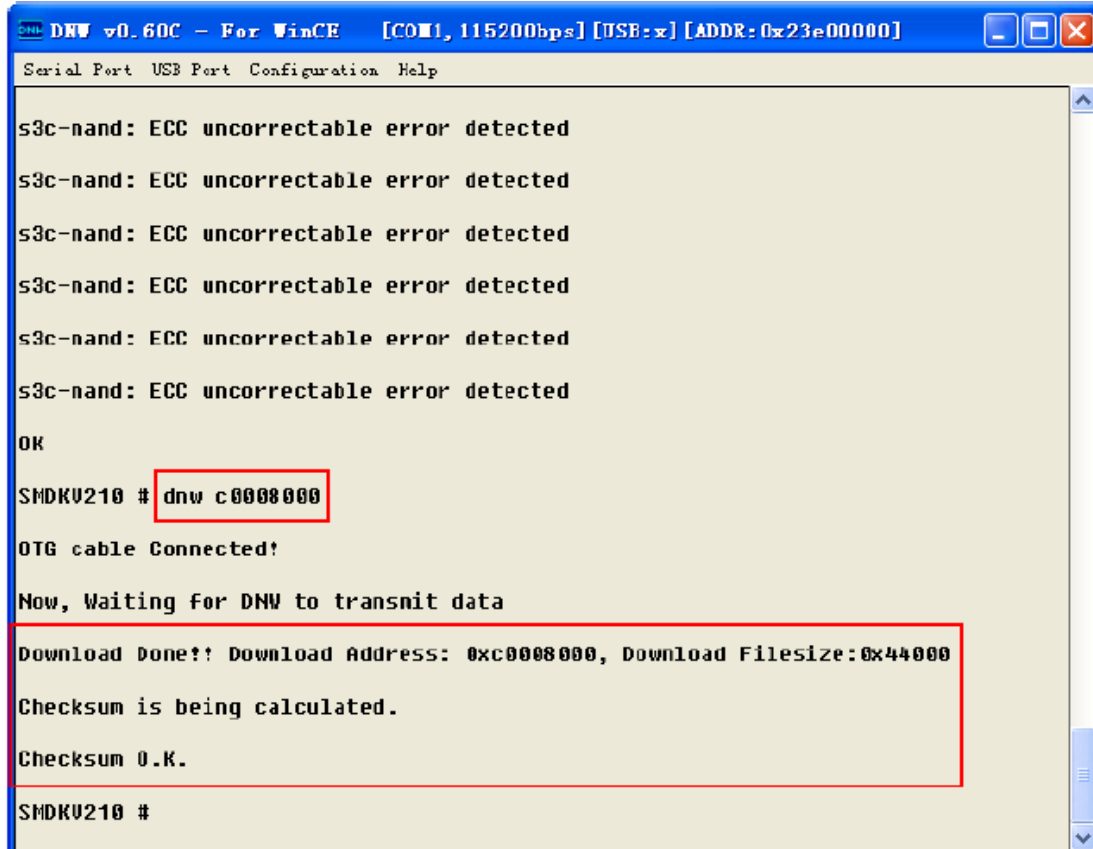 DNW v0.60C - For WinCE [COM1,115200bps][USB:x][ADDR:0x23e00000]
Serial Port USB Port Configuration Help
s3c-nand: ECC uncorrectable error detected
s3c-nand: ECC uncorrectable error detected
s3c-nand: ECC uncorrectable error detected
s3c-nand: ECC uncorrectable error detected
s3c-nand: ECC uncorrectable error detected
s3c-nand: ECC uncorrectable error detected
OK
SMDKV210 # dnw c0008000
OTG cable Connected!
Now, Waiting for DNW to transmit data
Download Done!! Download Address: 0xc0008000, Download Filesize:0x44000
Checksum is being calculated.
Checksum O.K.
SMDKV210 #